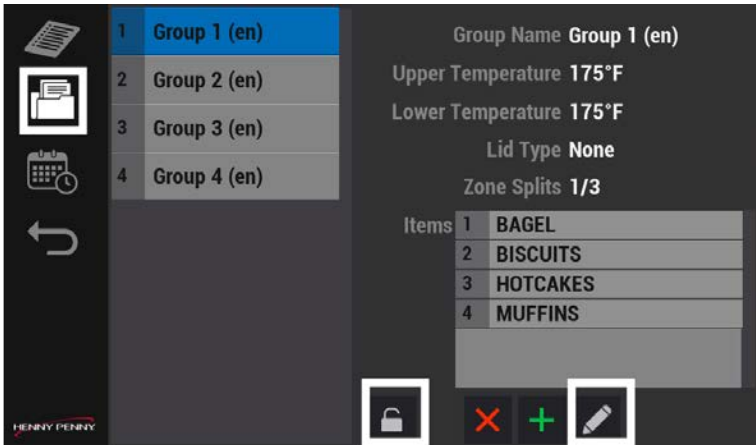 1 Group 1 (en)
2 Group 2 (en)
3 Group 3 (en)
4 Group 4 (en)
Group Name Group 1 (en)
Upper Temperature 175°F
Lower Temperature 175°F
Lid Type None
Zone Splits 1/3
Items 1 BAGEL
2 BISCUITS
3 HOTCAKES
4 MUFFINS
HENNY PENNY